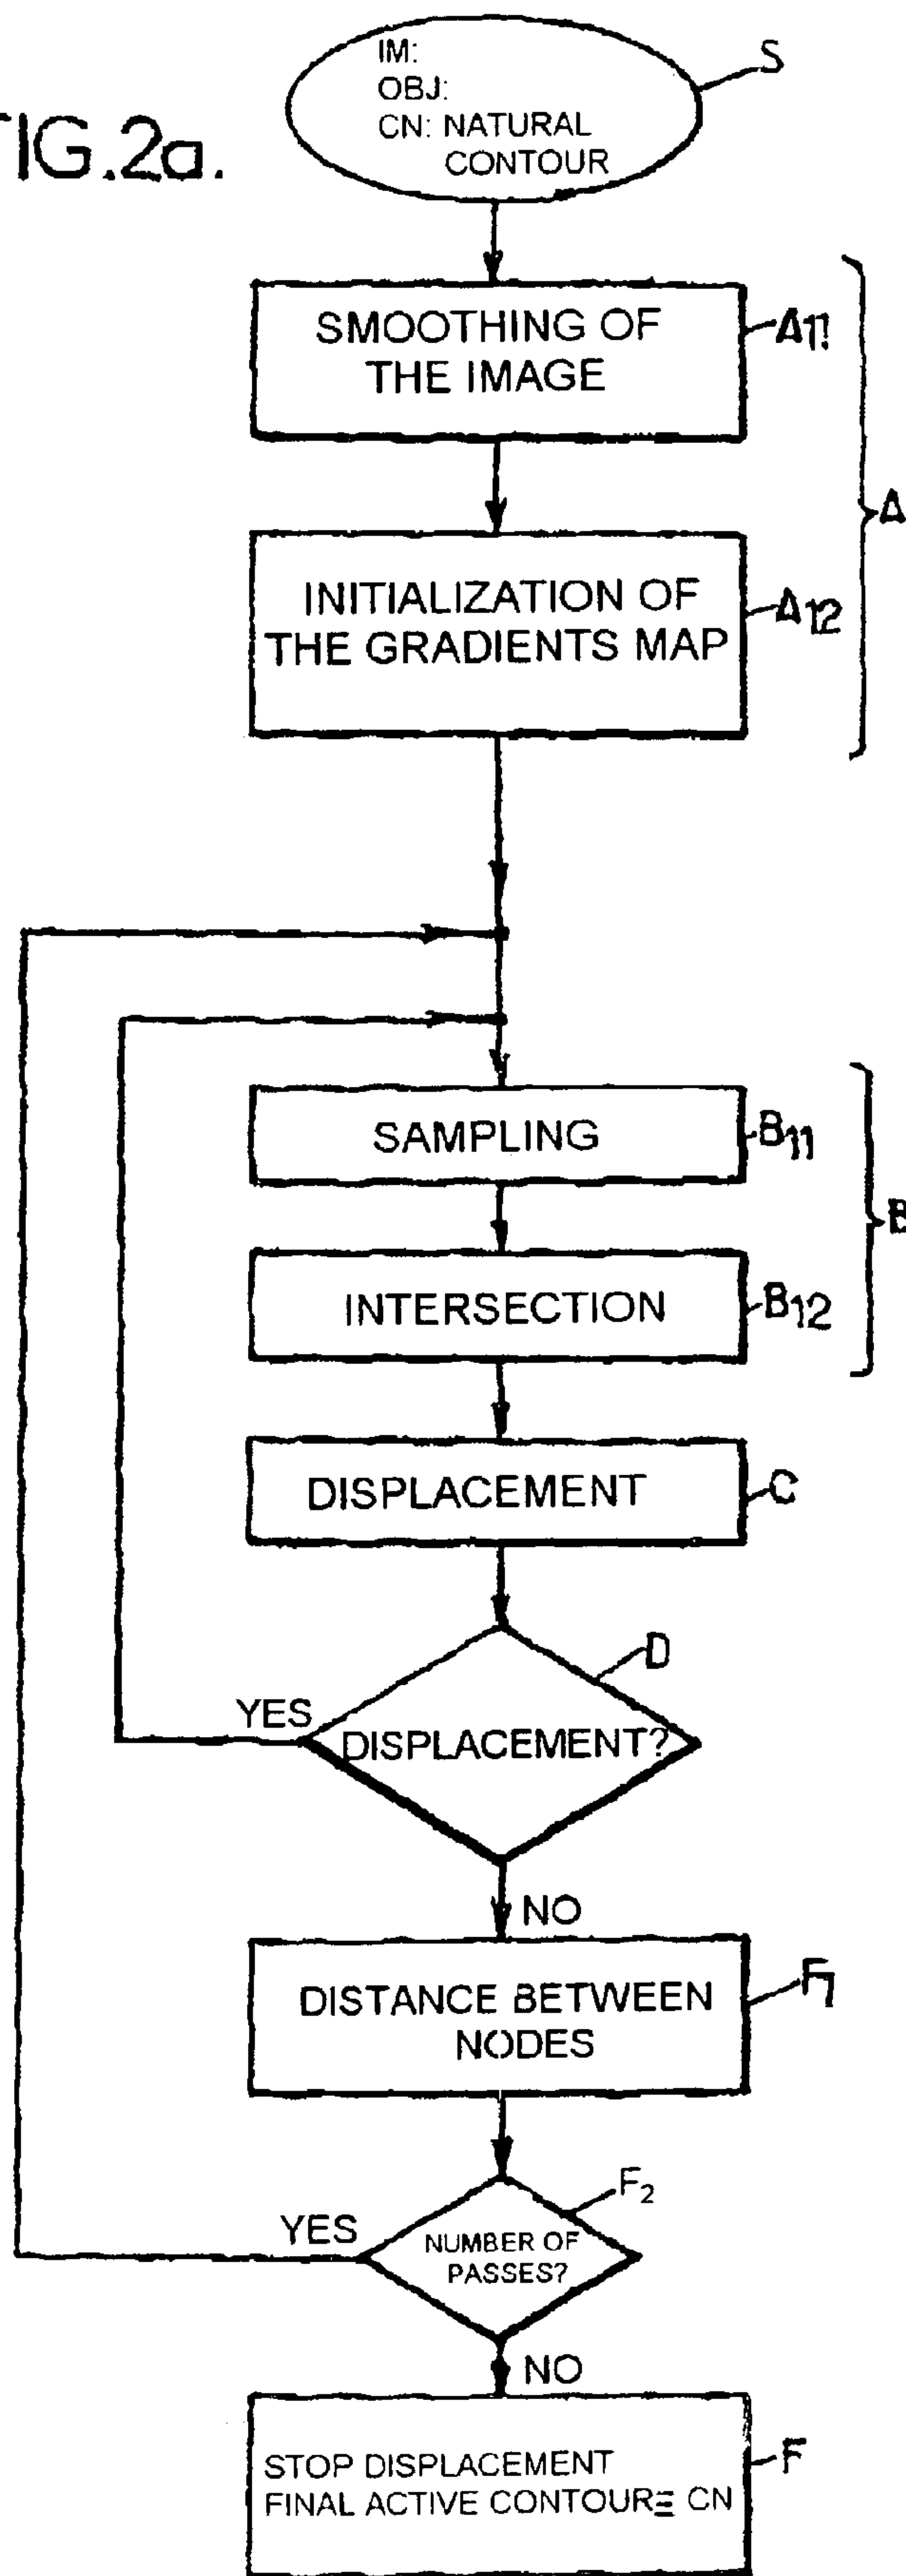 FIG.2a.
IM:
OBJ:
CN: NATURAL
CONTOUR
S
SMOOTHING OF
THE IMAGE
A11
A
INITIALIZATION OF
THE GRADIENTS MAP
A12
SAMPLING
B11
B
INTERSECTION
B12
DISPLACEMENT
C
D
YES
DISPLACEMENT?
NO
DISTANCE BETWEEN
NODES
F1
F2
YES
NUMBER OF
PASSES?
NO
STOP DISPLACEMENT
FINAL ACTIVE CONTOUR≡ CN
F